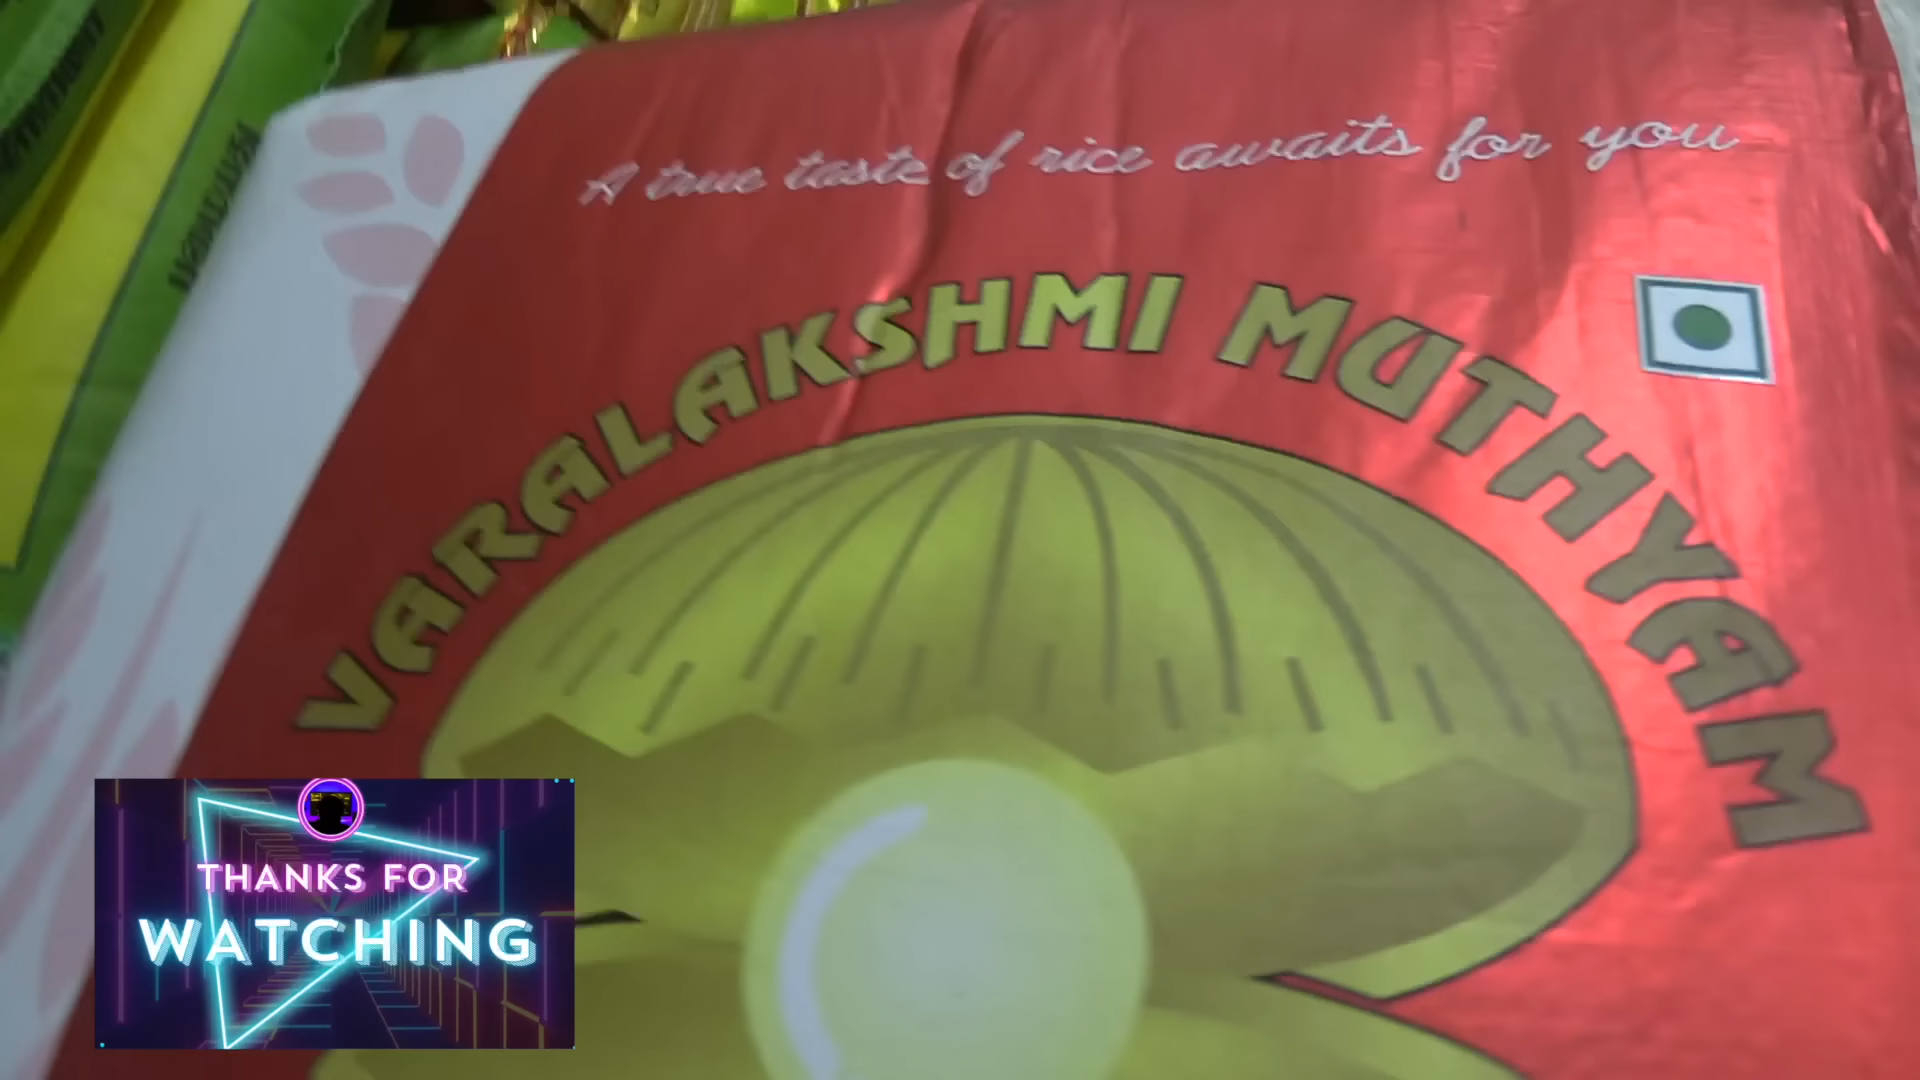 A true taste of rice awaits for you
VARALAKSHMI MUTHYAM
THANKS FOR
WATCHING